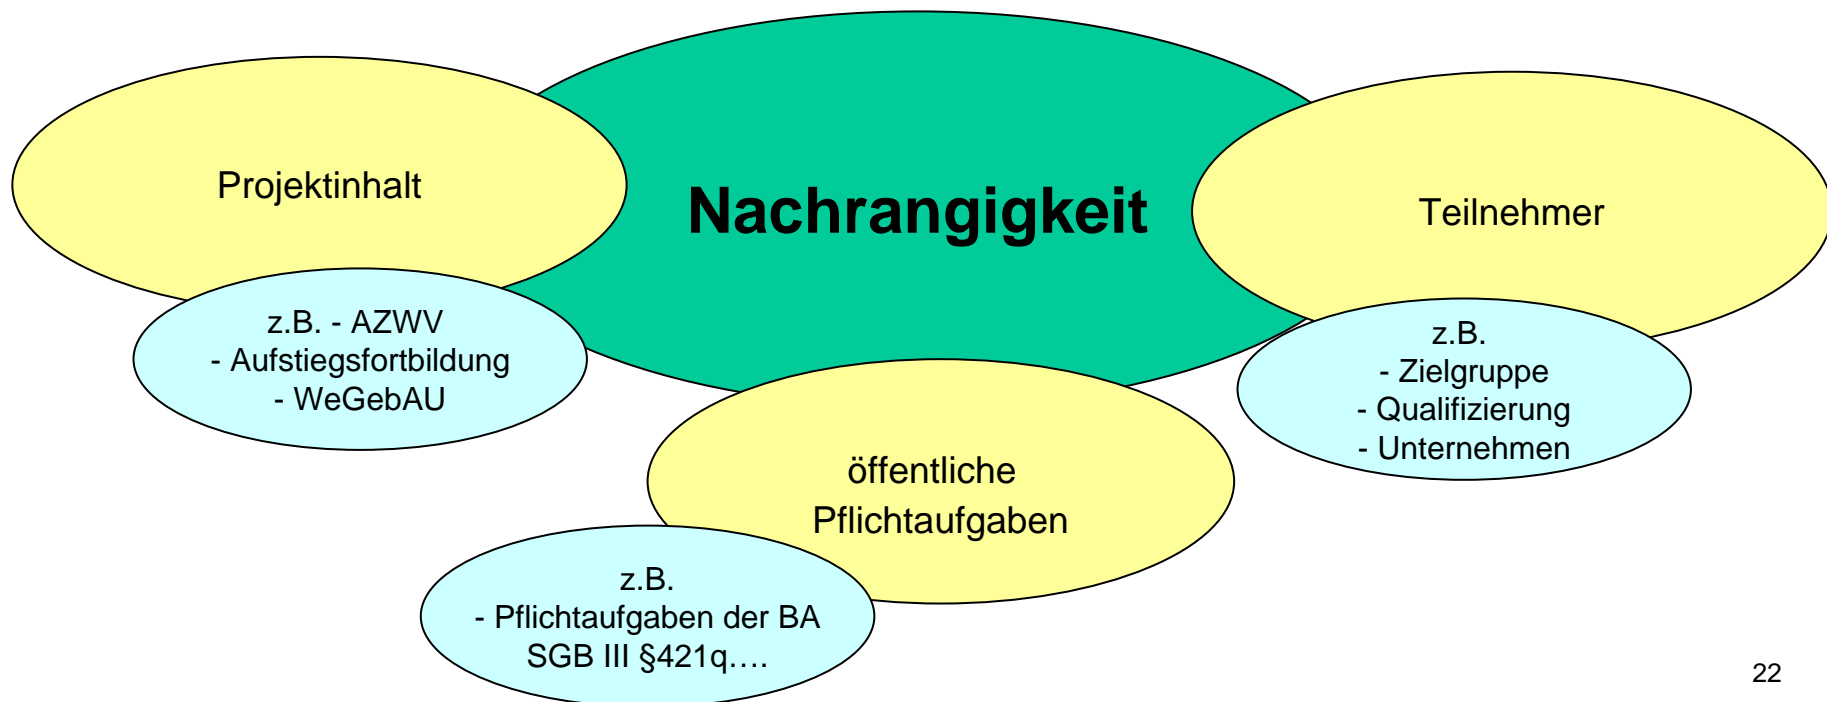 Nachrangigkeit
Projektinhalt
z.B. - AZWV
- Aufstiegsfortbildung
- WeGebAU
Teilnehmer
z.B.
- Zielgruppe
- Qualifizierung
- Unternehmen
öffentliche
Pflichtaufgaben
z.B.
- Pflichtaufgaben der BA
SGB III §421q….
22